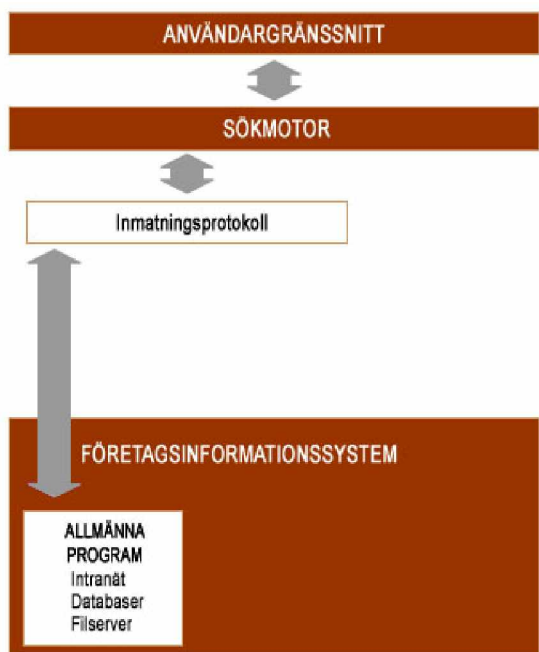 ANVÄNDARGRÄNSSNITT
SÖKMOTOR
Inmatningsprotokoll
FÖRETAGSINFORMATIONSSYSTEM
ALLMÄNNA
PROGRAM
Intranät
Databaser
Filserver